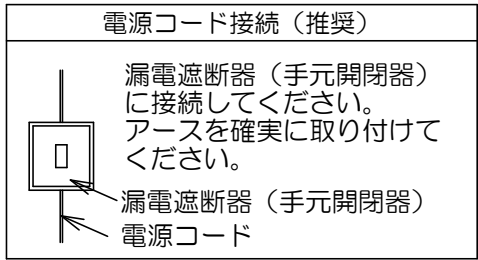 電源コード接続（推奨）
漏電遮断器（手元開閉器）
に接続してください。
アースを確実に取り付けて
ください。
漏電遮断器（手元開閉器）
電源コード